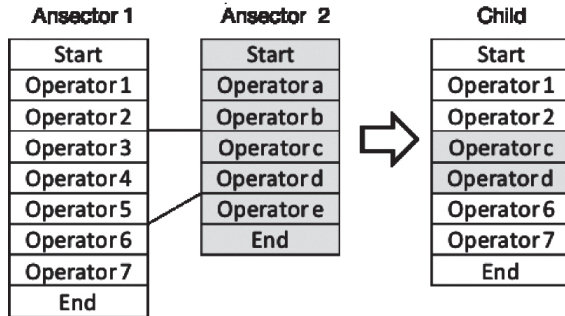 Ansector 1
Start
Operator 1
Operator 2
Operator 3
Operator 4
Operator 5
Operator 6
Operator 7
End
Ansector 2
Start
Operator a
Operator b
Operator c
Operator d
Operator e
End
Child
Start
Operator 1
Operator 2
Operator c
Operator d
Operator 6
Operator 7
End